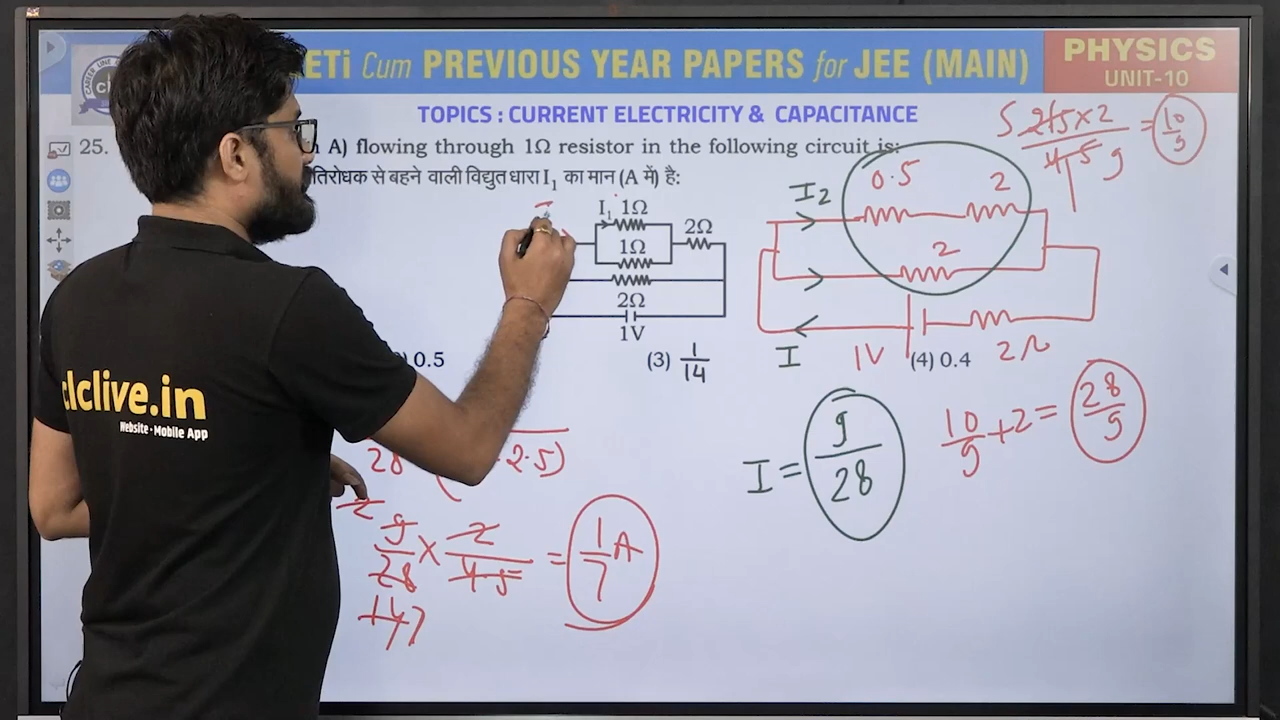 ETi Cum PREVIOUS YEAR PAPERS for JEE (MAIN)
PHYSICS
UNIT-10
TOPICS : CURRENT ELECTRICITY & CAPACITANCE
25. A) flowing through 1Ω resistor in the following circuit is:
से बहने वाली विद्युतधारा I₁ का मान (A में) है:
I₁ 1Ω
2Ω
1Ω
2Ω
1V
0.5
(3) 1/14
(4) 0.4
I₂ 0.5 2
2
I 1V 2Ω
10/9
10/9 + 2 = 28/9
I = 9/28
28 2.5)
9/28 × 2/4.5 = 1/7 A
clclive.in
Website • Mobile App